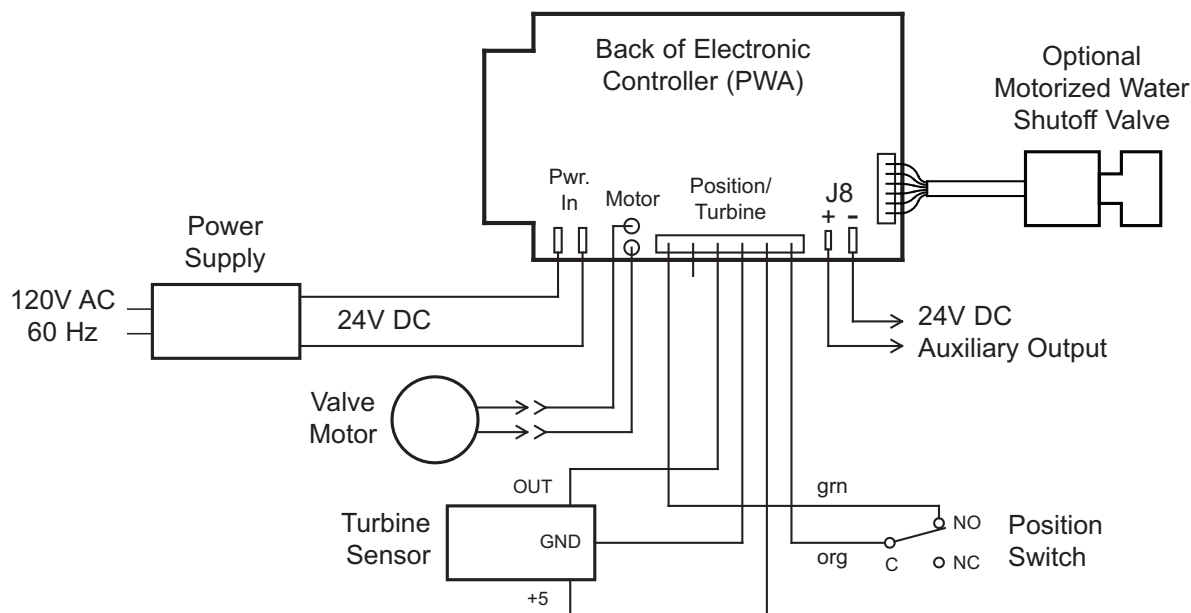 Back of Electronic
Controller (PWA)
Optional
Motorized Water
Shutoff Valve
Pwr.
In
Motor
Position/
Turbine
J8
+ -
Power
Supply
120V AC
60 Hz
24V DC
24V DC
Auxiliary Output
Valve
Motor
OUT
grn
Turbine
Sensor
GND
NO
Position
Switch
org
C
NC
+5